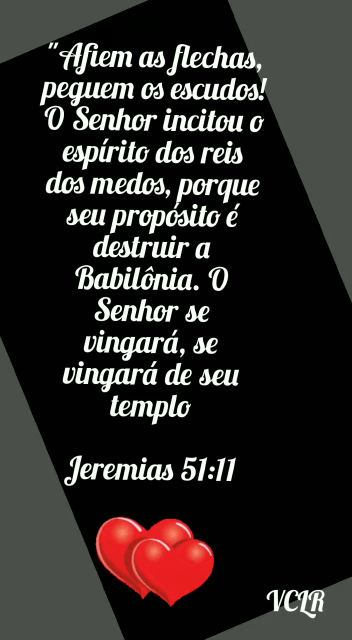 "Afiem as flechas,
peguem os escudos!
O Senhor incitou o
espírito dos reis
dos medos, porque
seu propósito é
destruir a
Babilônia. O
Senhor se
vingará, se
vingará de seu
templo
Jeremias 51:11
VCLR